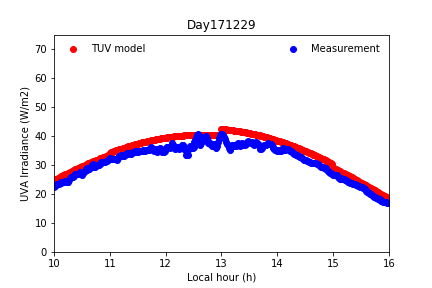 Day171229
TUV model
Measurement
UVA Irradiance (W/m2)
70
60
50
40
30
20
10
0
10 11 12 13 14 15 16
Local hour (h)